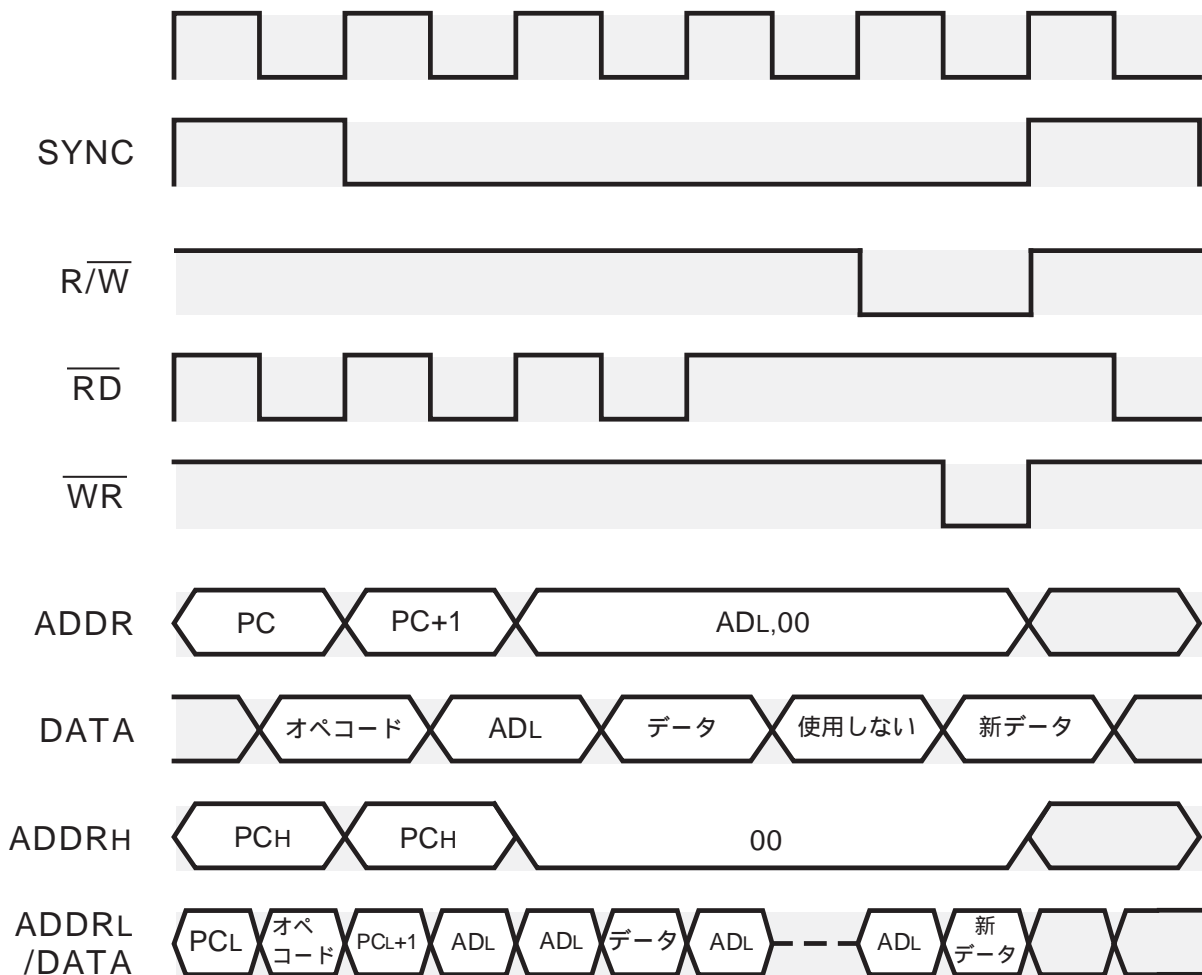 SYNC
R/W
RD
WR
ADDR PC PC+1 ADL,00
DATA オペコード ADL データ 使用しない 新データ
ADDRH PCH PCH 00
ADDRL
/DATA
PCL オペ
コード PCL+1 ADL ADL データ ADL ADL 新
データ